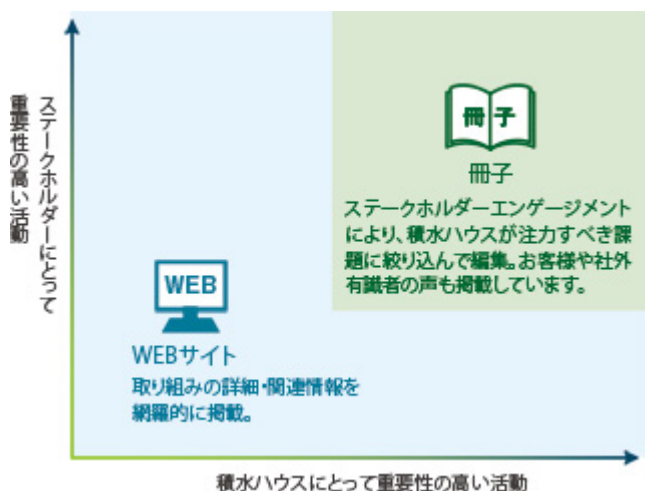 ステークホルダーにとって
重要性の高い活動
冊子
冊子
ステークホルダーエンゲージメント
により、積水ハウスが注力すべき課
題に絞り込んで編集。お客様や社外
有識者の声も掲載しています。
WEB
WEBサイト
取り組みの詳細・関連情報を
網羅的に掲載。
積水ハウスにとって重要性の高い活動